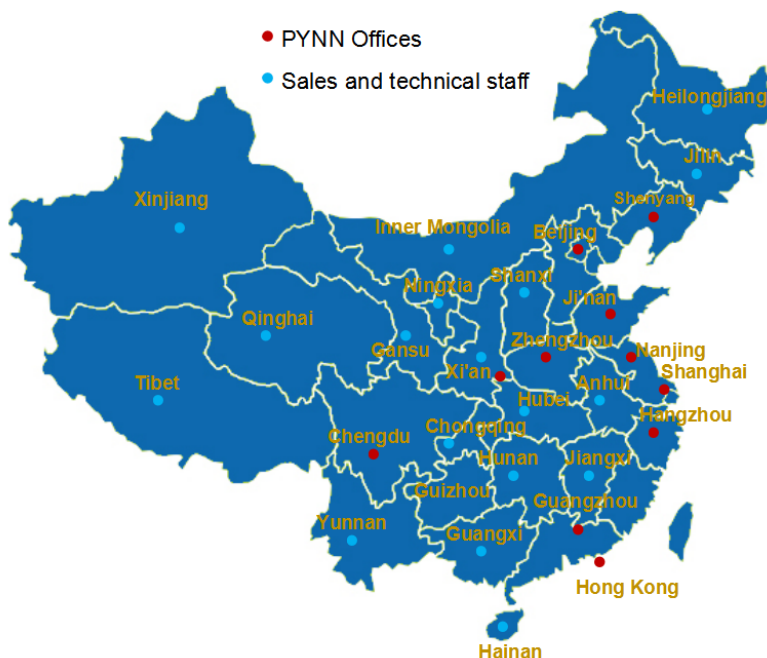 PYNN Offices
Sales and technical staff
Heilongjiang
Jilin
Shenyang
Xinjiang
Inner Mongolia
Beijing
Ningxia
Shanxi
Ji'nan
Qinghai
Gansu
Zhengzhou
Nanjing
Xi'an
Shanghai
Tibet
Hubei
Anhui
Hangzhou
Chengdu
Chongqing
Hunan
Jiangxi
Guizhou
Guangzhou
Yunnan
Guangxi
Hong Kong
Hainan